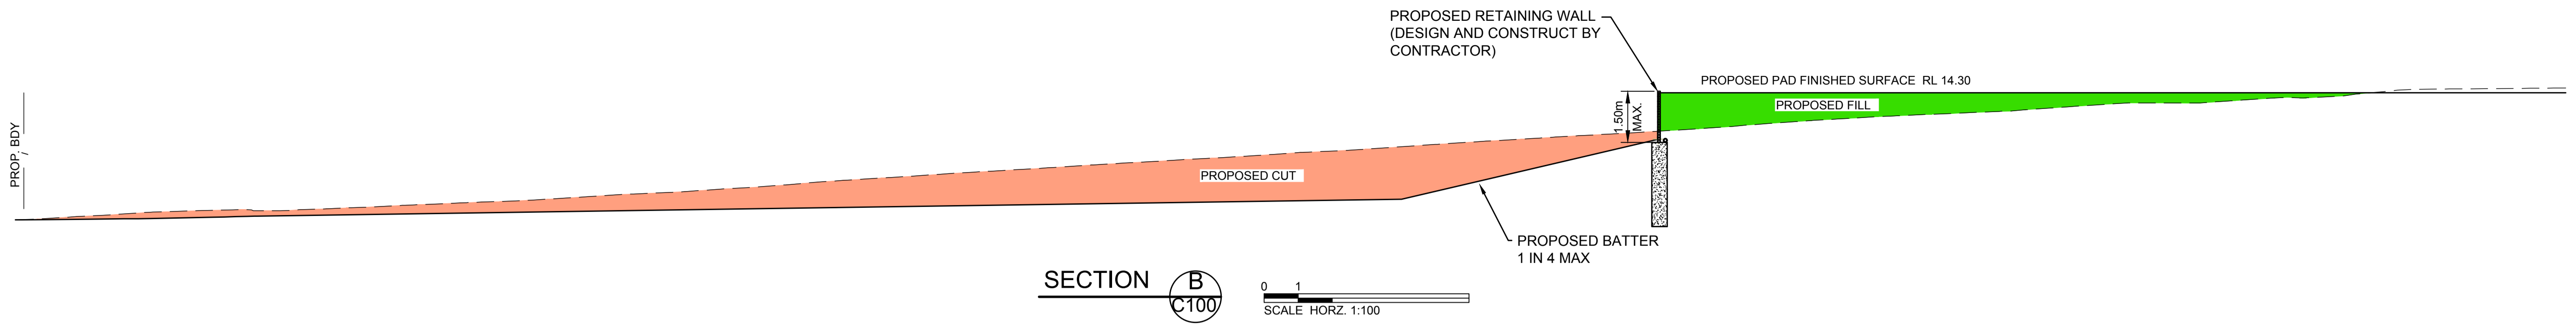 PROPOSED RETAINING WALL
(DESIGN AND CONSTRUCT BY
CONTRACTOR)
PROPOSED PAD FINISHED SURFACE RL 14.30
1.50m
MAX.
PROPOSED FILL
PROP. BDY
PROPOSED CUT
PROPOSED BATTER
1 IN 4 MAX
SECTION
B
C100
0 1
SCALE HORZ. 1:100